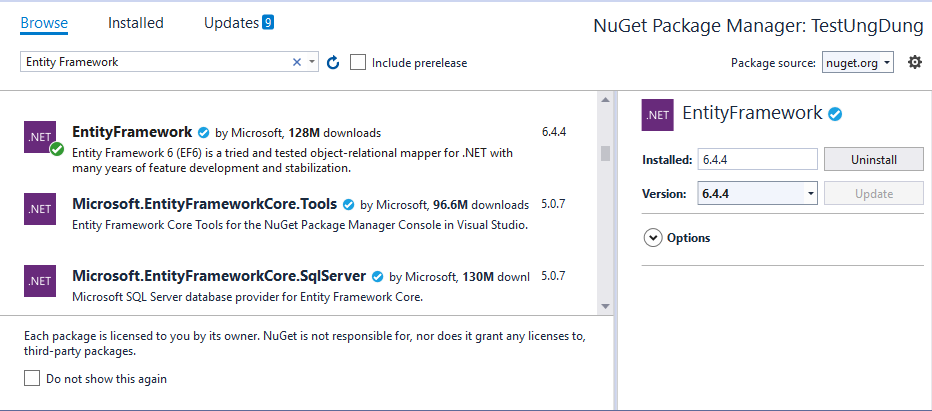 Browse Installed Updates 9
NuGet Package Manager: TestUngDung
Entity Framework
Include prerelease
Package source: nuget.org
.NET EntityFramework by Microsoft, 128M downloads 6.4.4
Entity Framework 6 (EF6) is a tried and tested object-relational mapper for .NET with
many years of feature development and stabilization.
.NET Microsoft.EntityFrameworkCore.Tools by Microsoft, 96.6M downloads 5.0.7
Entity Framework Core Tools for the NuGet Package Manager Console in Visual Studio.
.NET Microsoft.EntityFrameworkCore.SqlServer by Microsoft, 130M downl 5.0.7
Microsoft SQL Server database provider for Entity Framework Core.
Each package is licensed to you by its owner. NuGet is not responsible for, nor does it grant any licenses to,
third-party packages.
Do not show this again
.NET EntityFramework
Installed: 6.4.4 Uninstall
Version: 6.4.4 Update
Options